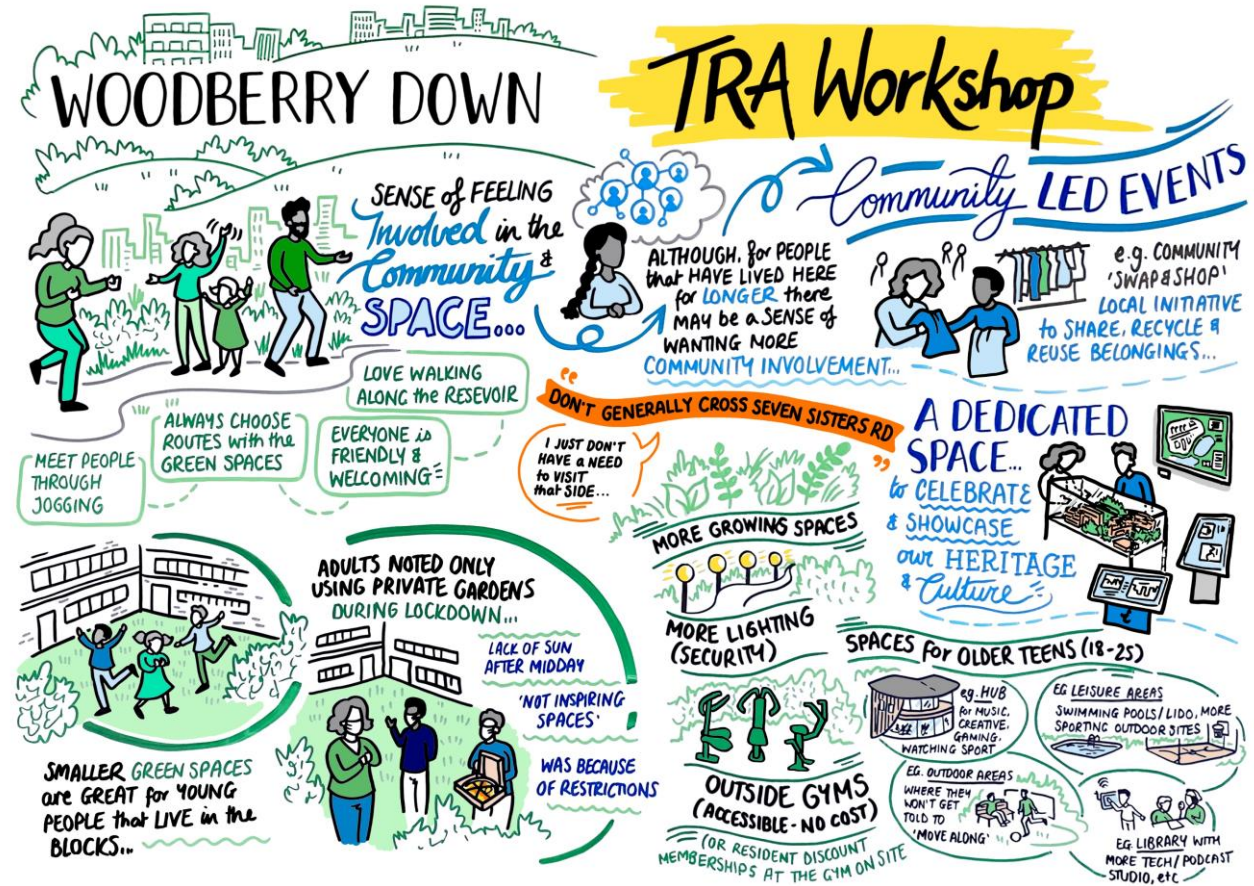 WOODBERRY DOWN
TRA Workshop
SENSE of FEELING
Involved in the
Community &
SPACE...
ALTHOUGH, for PEOPLE
that HAVE LIVED HERE
for LONGER there
MAY be a SENSE of
WANTING MORE
COMMUNITY INVOLVEMENT...
Community LED EVENTS
e.g. COMMUNITY
'SWAP & SHOP'
LOCAL INITIATIVE
to SHARE, RECYCLE &
REUSE BELONGINGS...
LOVE WALKING
ALONG the RESEVOIR
ALWAYS CHOOSE
ROUTES with the
GREEN SPACES
EVERYONE is
FRIENDLY &
WELCOMING
MEET PEOPLE
THROUGH
JOGGING
"DON'T GENERALLY CROSS SEVEN SISTERS RD"
I JUST DON'T
HAVE a NEED
to VISIT
that SIDE...
A DEDICATED
SPACE...
to CELEBRATE
& SHOWCASE
our HERITAGE
& Culture
ADULTS NOTED ONLY
USING PRIVATE GARDENS
DURING LOCKDOWN...
LACK OF SUN
AFTER MIDDAY
'NOT INSPIRING
SPACES'
WAS BECAUSE
OF RESTRICTIONS
SMALLER GREEN SPACES
are GREAT for YOUNG
PEOPLE that LIVE in the
BLOCKS...
MORE GROWING SPACES
MORE LIGHTING
(SECURITY)
OUTSIDE GYMS
(ACCESSIBLE - NO COST)
(OR RESIDENT DISCOUNT
MEMBERSHIPS AT THE GYM ON SITE
SPACES for OLDER TEENS (18-25)
e.g. HUB
for MUSIC,
CREATIVE,
GAMING,
WATCHING SPORT
EG LEISURE AREAS
SWIMMING POOLS/LIDO, MORE
SPORTING OUTDOOR SITES
EG. OUTDOOR AREAS
WHERE THEY
WON'T GET
TOLD TO
'MOVE ALONG'
EG. LIBRARY WITH
MORE TECH/PODCAST
STUDIO, etc